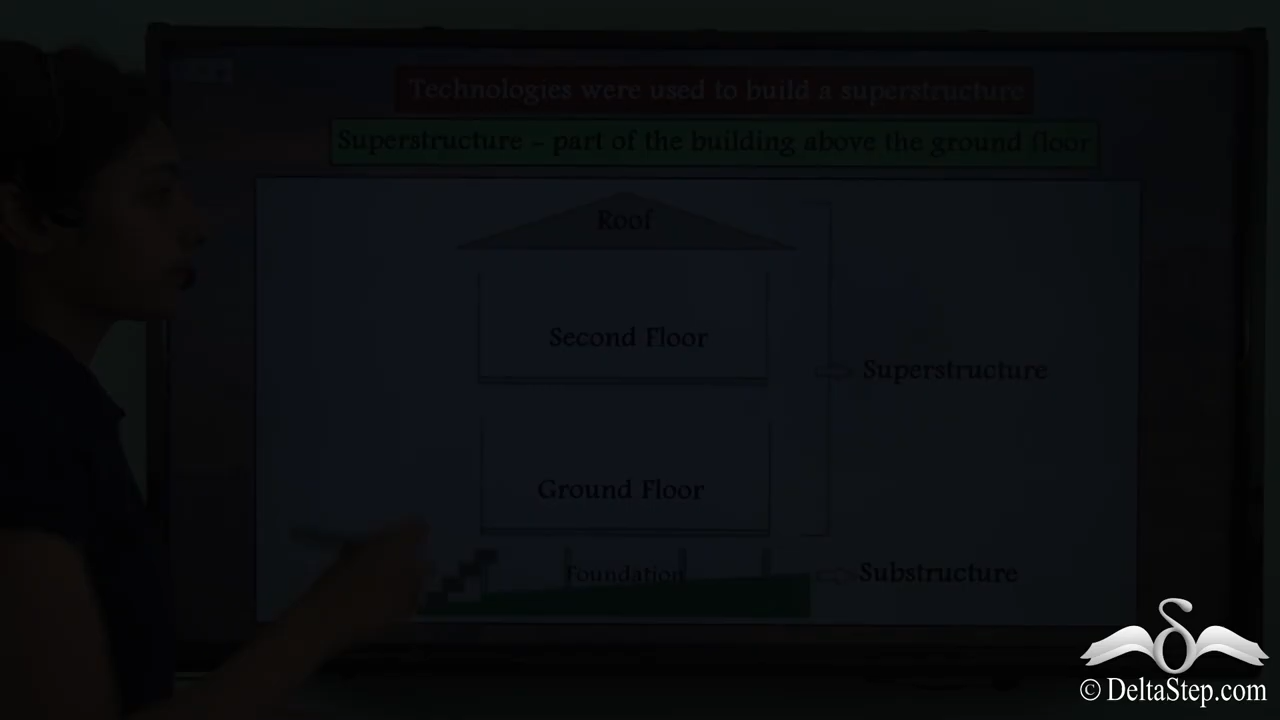 Technologies were used to build a superstructure
Superstructure – part of the building above the ground floor
Roof
Second Floor
Superstructure
Ground Floor
Foundation
Substructure
© DeltaStep.com